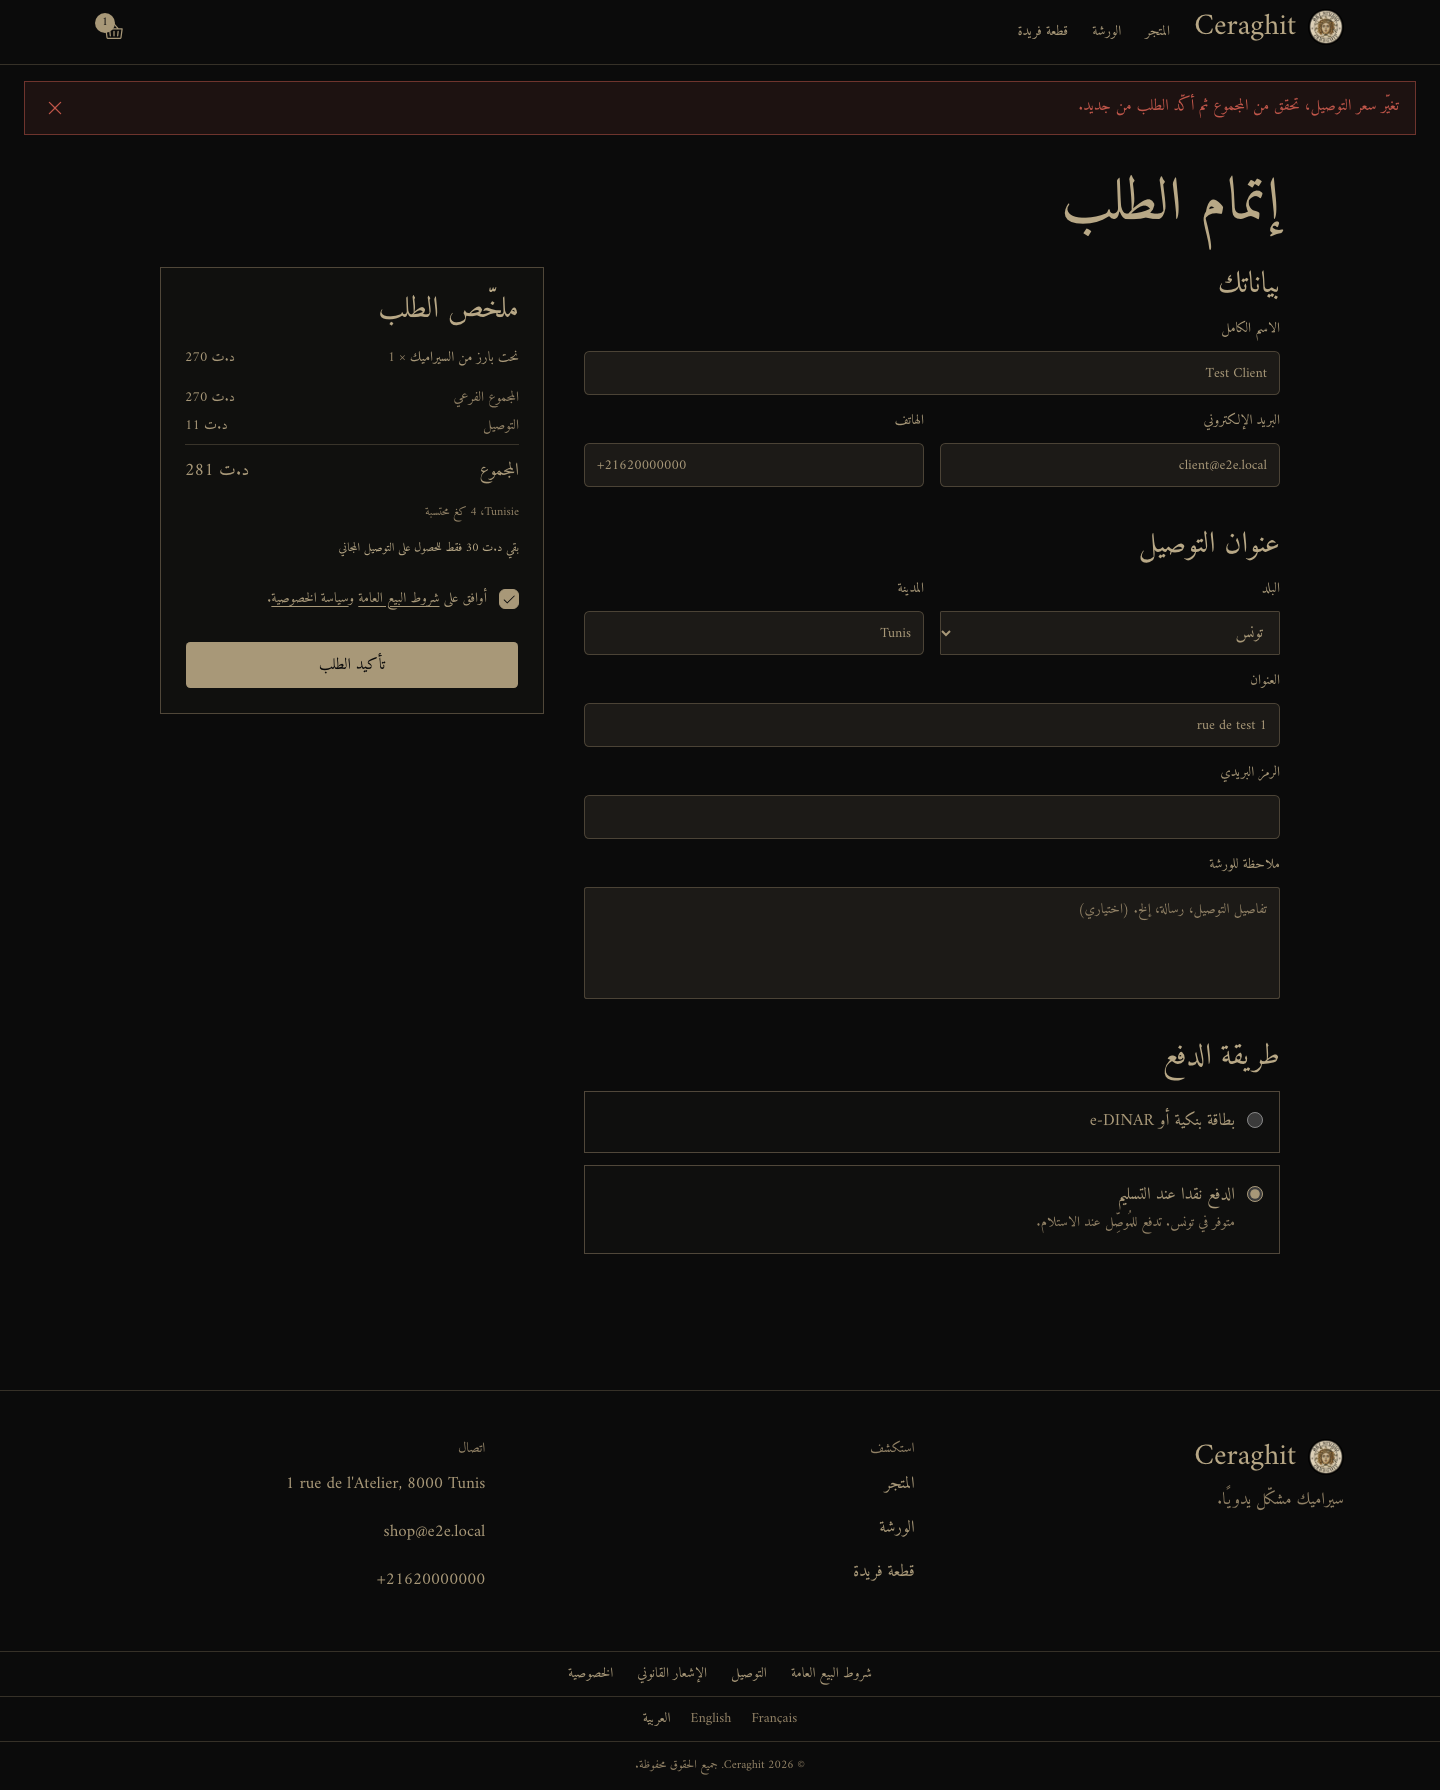 Ceraghit
المتجر
الورشة
قطعة فريدة
1
تغيّر سعر التوصيل، تحقق من المجموع ثم أكّد الطلب من جديد.
إتمام الطلب
بياناتك
الاسم الكامل
Test Client
البريد الإلكتروني
client@e2e.local
الهاتف
+21620000000
عنوان التوصيل
البلد
تونس
المدينة
Tunis
العنوان
rue de test 1
الرمز البريدي
ملاحظة للورشة
تفاصيل التوصيل، رسالة، إلخ. (اختياري)
طريقة الدفع
بطاقة بنكية أو e-DINAR
الدفع نقدا عند التسليم
متوفر في تونس. تدفع للمُوصِّل عند الاستلام.
ملخّص الطلب
نحت بارز من السيراميك × 1
د.ت 270
المجموع الفرعي
د.ت 270
التوصيل
د.ت 11
المجموع
د.ت 281
Tunisie، 4 كغ محتسبة
بقي د.ت 30 فقط للحصول على التوصيل المجاني
أوافق على شروط البيع العامة وسياسة الخصوصية.
تأكيد الطلب
Ceraghit
سيراميك مشكّل يدويًا.
استكشف
المتجر
الورشة
قطعة فريدة
اتصال
1 rue de l'Atelier, 8000 Tunis
shop@e2e.local
+21620000000
شروط البيع العامة
التوصيل
الإشعار القانوني
الخصوصية
Français
English
العربية
© 2026 Ceraghit. جميع الحقوق محفوظة.